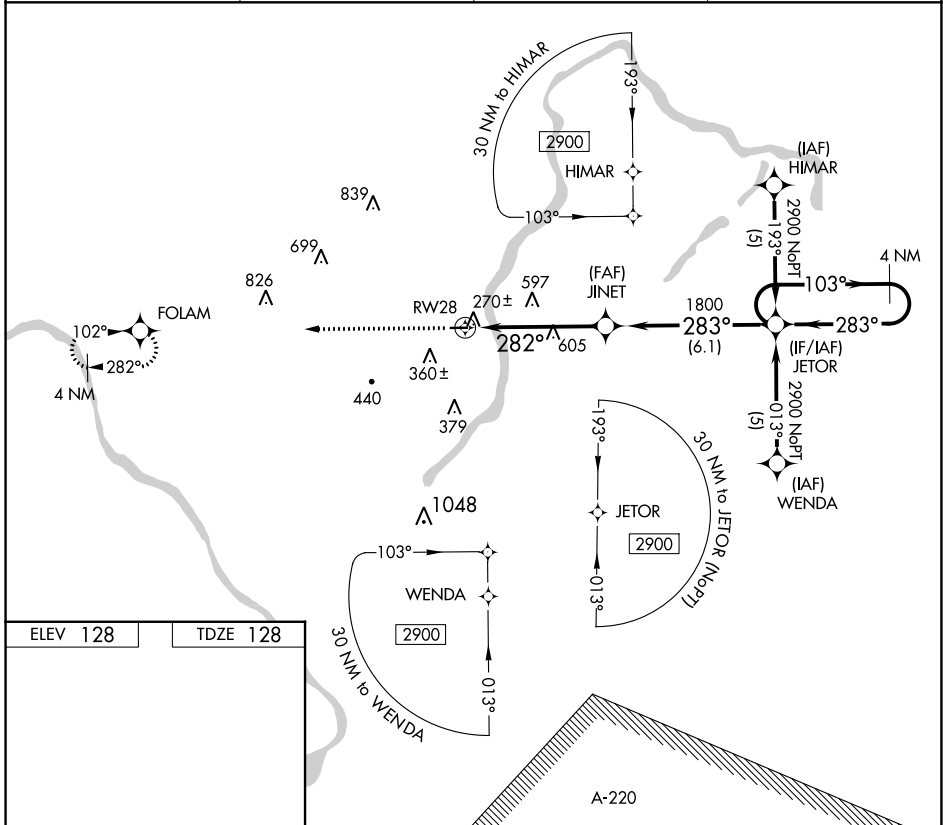 30 NM to HIMAR
193°
2900
HIMAR
103°
(IAF)
HIMAR
2900 NoPT
193°
(5)
4 NM
103°
839
699
826
FOLAM
102°
282°
4 NM
RW28
270±
597
(FAF)
JINET
1800
283°
(6.1)
283°
282°
605
(IF/IAF)
JETOR
360±
440
379
2900 NoPT
013°
(5)
(IAF)
WENDA
193°
30 NM to JETOR (NoPT)
JETOR
2900
013°
1048
103°
WENDA
2900
30 NM to WENDA
013°
ELEV 128
TDZE 128
A-220